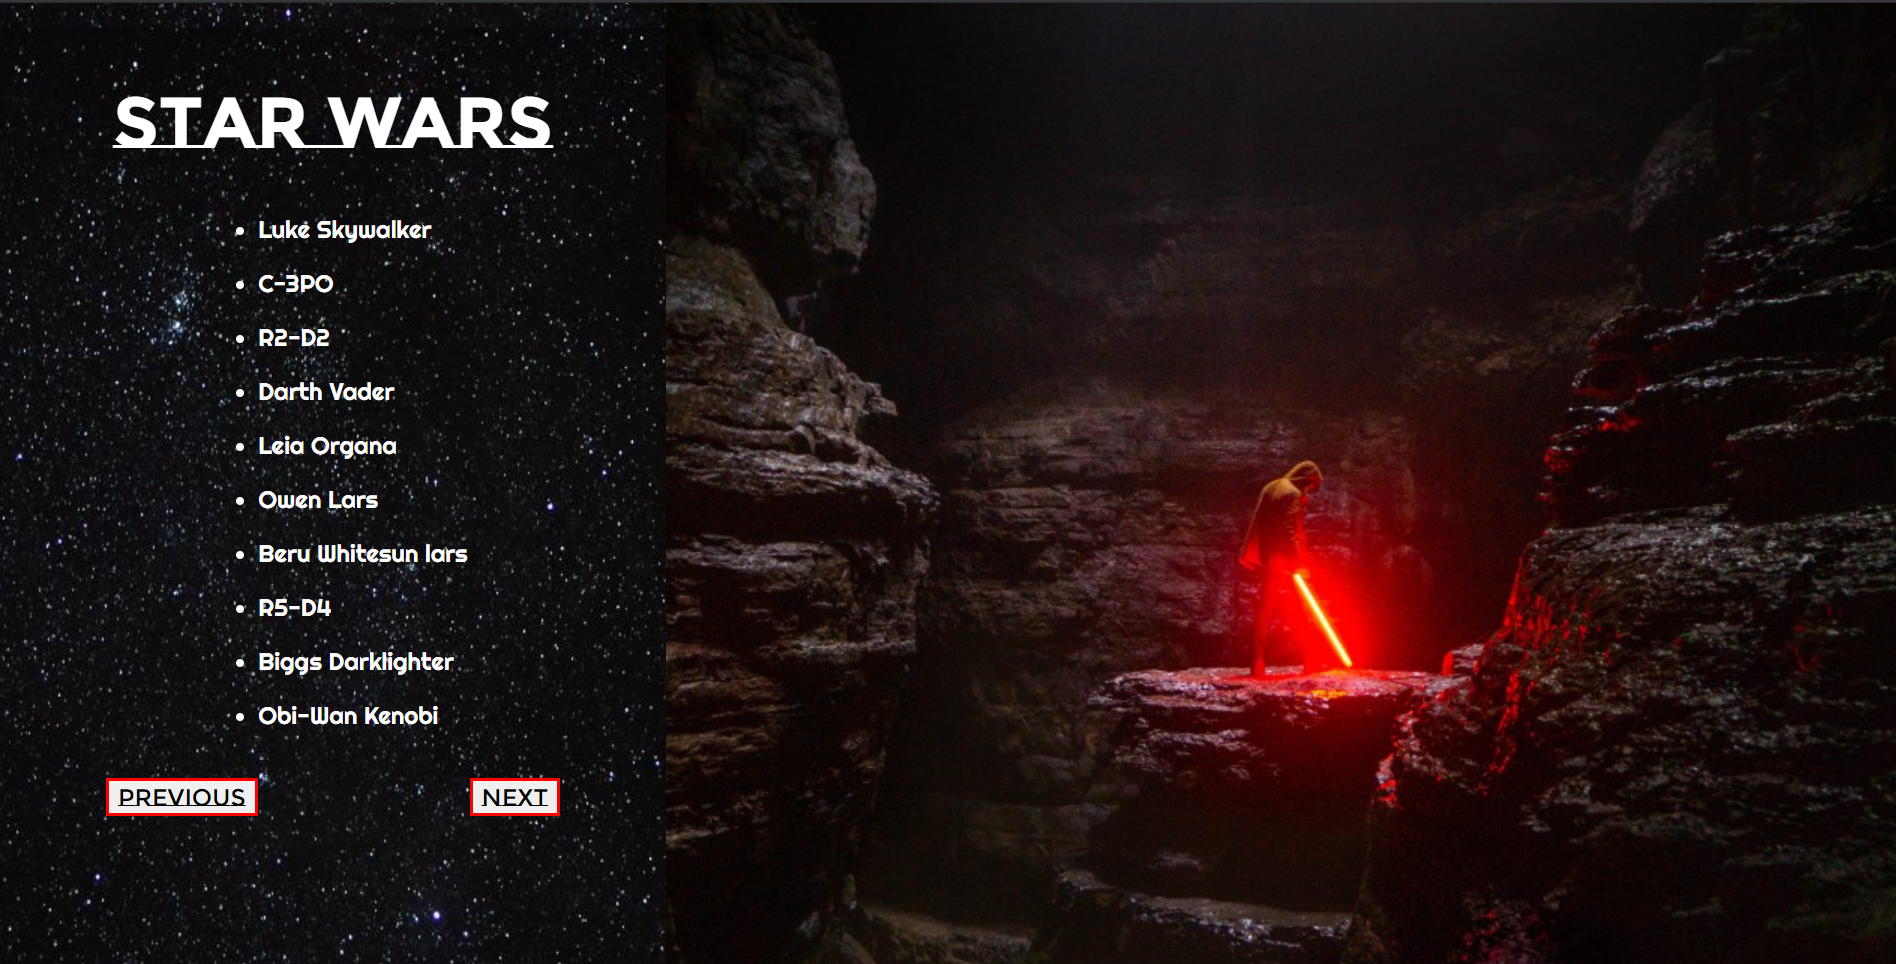 STAR WARS
Luke Skywalker
C-3PO
R2-D2
Darth Vader
Leia Organa
Owen Lars
Beru Whitesun lars
R5-D4
Biggs Darklighter
Obi-Wan Kenobi
PREVIOUS
NEXT